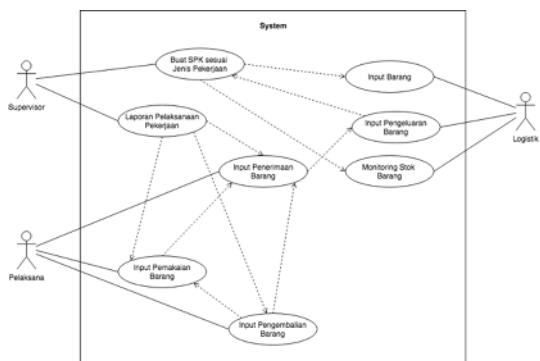 System
Buat SPK sesuai
Jenis Pekerjaan
Input Barang
Supervisor
Laporan Pelaksanaan
Pekerjaan
Input Pengeluaran
Barang
Logistik
Input Penerimaan
Barang
Monitoring Stok
Barang
Pelaksana
Input Pemakaian
Barang
Input Pengembalian
Barang